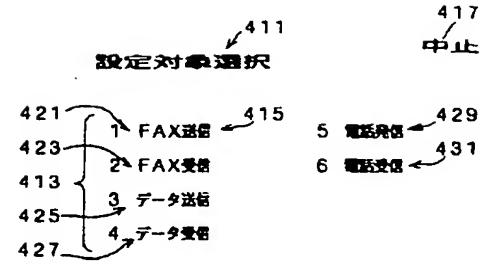 417
411
中止
設定対象選択
421 415 429
1 FAX送信 5 電話発信
423 431
2 FAX受信 6 電話受信
413
3 データ送信
425
4 データ受信
427